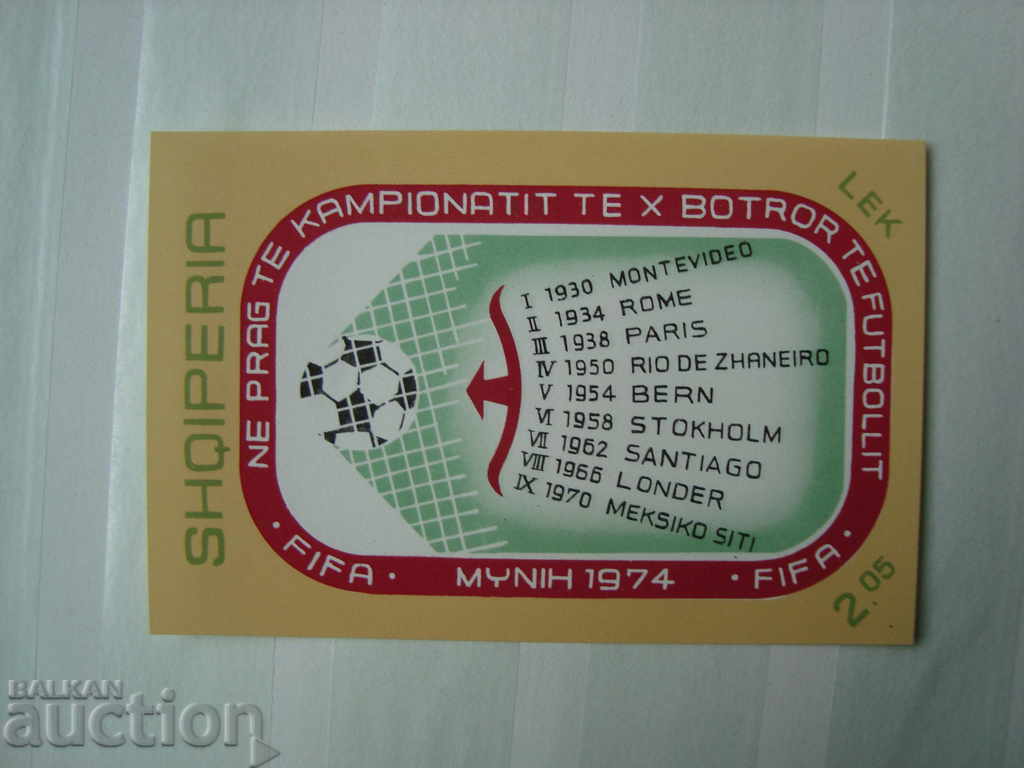 SHQIPERIA
NE PRAG TE KAMPIONATIT TE X BOTROR TE FUTBOLLIT
I 1930 MONTEVIDEO
II 1934 ROME
III 1938 PARIS
IV 1950 RIO DE ZHANEIRO
V 1954 BERN
VI 1958 STOKHOLM
VII 1962 SANTIAGO
VIII 1966 LONDER
IX 1970 MEKSIKO SITI
· FIFA · MYNIH 1974 · FIFA ·
LEK
2.05
BALKAN
auction